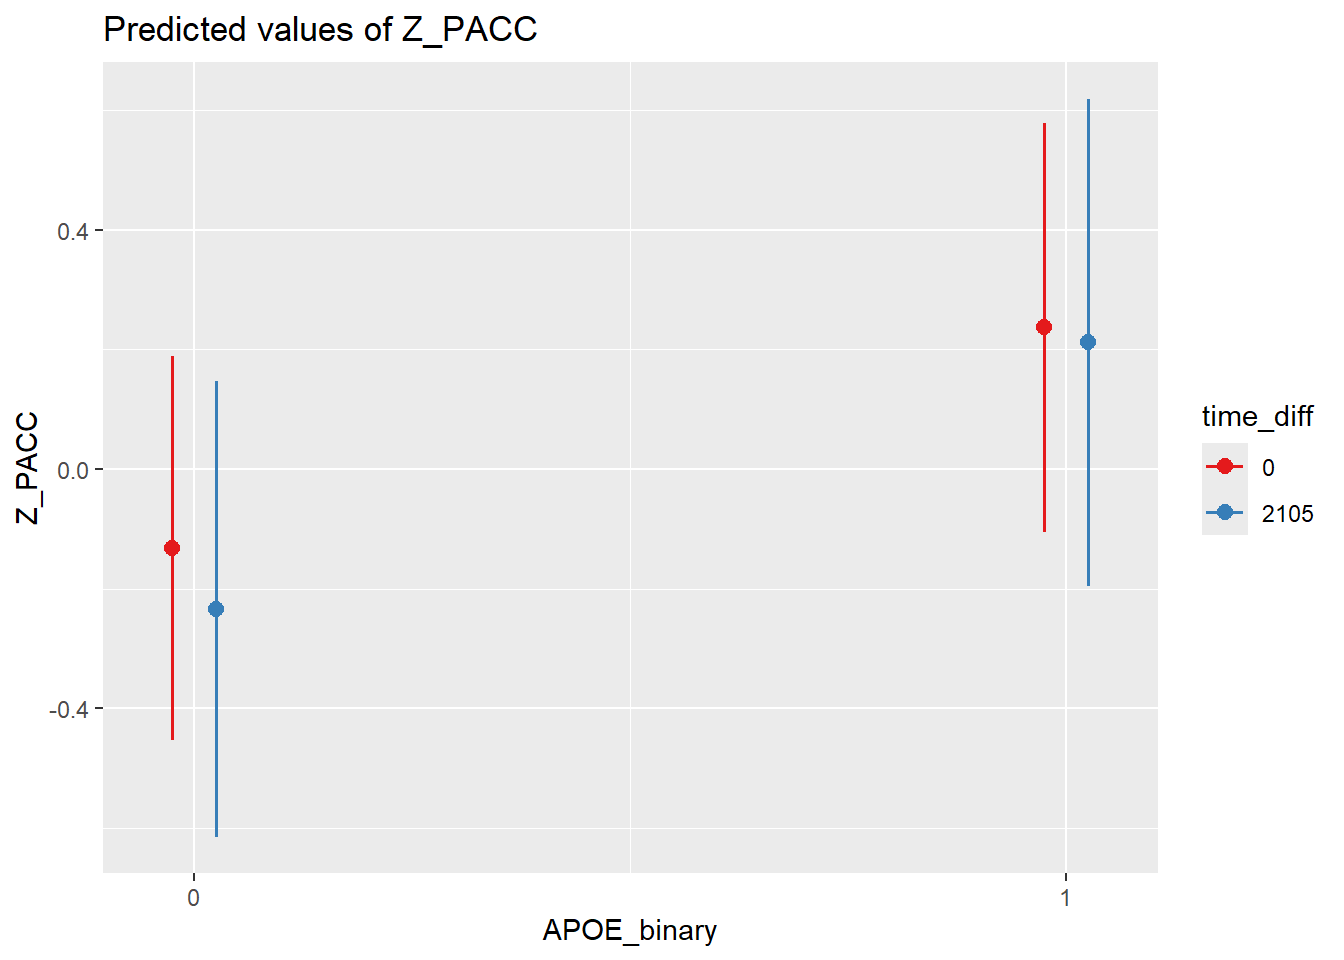 Predicted values of Z_PACC
Z_PACC
0.4
0.0
-0.4
0
1
APOE_binary
time_diff
0
2105